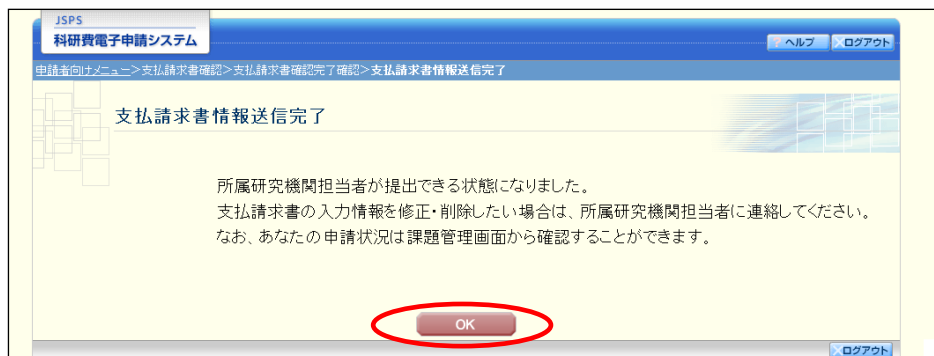 JSPS
科研費電子申請システム
? ヘルプ
ログアウト
申請者向けメニュー>支払請求書確認>支払請求書確認完了確認>支払請求書情報送信完了
支払請求書情報送信完了
所属研究機関担当者が提出できる状態になりました。
支払請求書の入力情報を修正・削除したい場合は、所属研究機関担当者に連絡してください。
なお、あなたの申請状況は課題管理画面から確認することができます。
OK
ログアウト